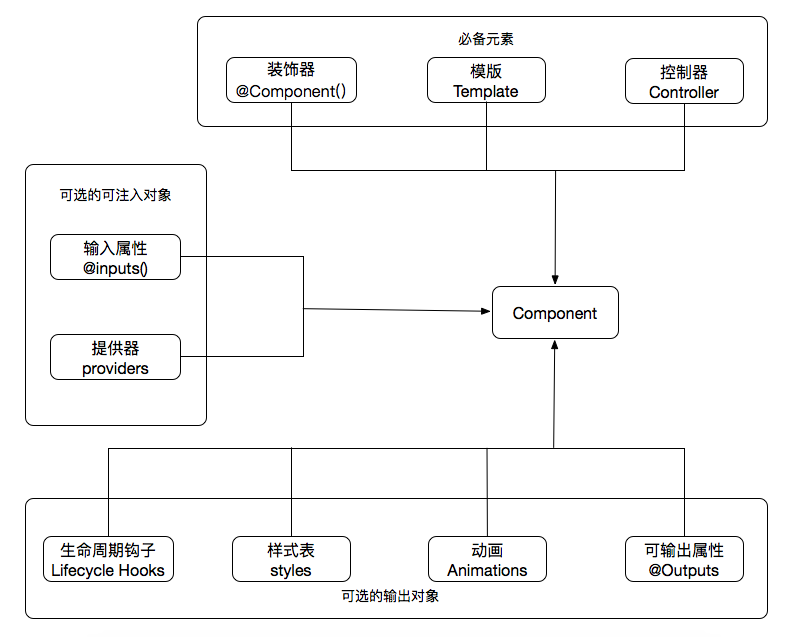 必备元素
装饰器
@Component()
模版
Template
控制器
Controller
可选的可注入对象
输入属性
@inputs()
提供器
providers
Component
生命周期钩子
Lifecycle Hooks
样式表
styles
动画
Animations
可输出属性
@Outputs
可选的输出对象